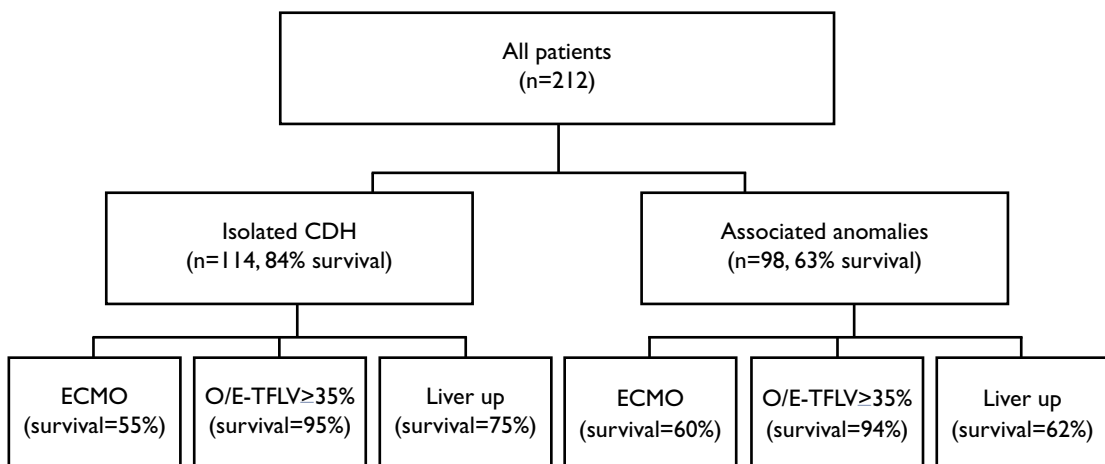 All patients
(n=212)
Isolated CDH
(n=114, 84% survival)
Associated anomalies
(n=98, 63% survival)
ECMO
(survival=55%)
O/E-TFLV≥35%
(survival=95%)
Liver up
(survival=75%)
ECMO
(survival=60%)
O/E-TFLV≥35%
(survival=94%)
Liver up
(survival=62%)